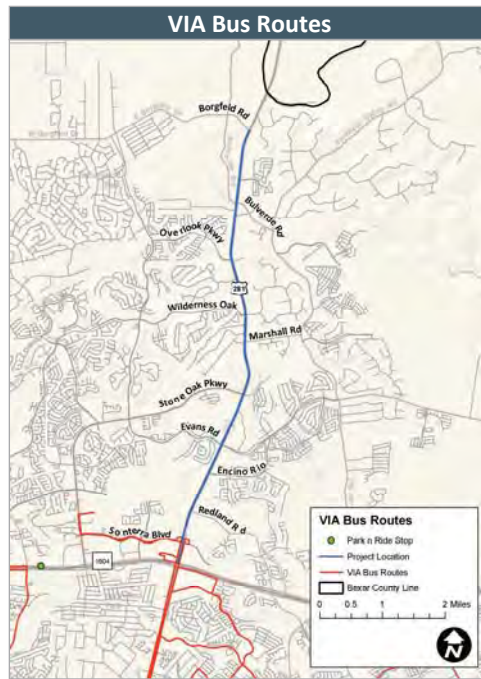 VIA Bus Routes
Borgfeld Rd
Bulverde Rd
Overlook Pkwy
281
Wilderness Oak
Marshall Rd
Stone Oak Pkwy
Evans Rd
Encino Rio
Redland Rd
Sonterra Blvd
1604
VIA Bus Routes
Park n Ride Stop
Project Location
VIA Bus Routes
Bexar County Line
0 0.5 1 2 Miles
N